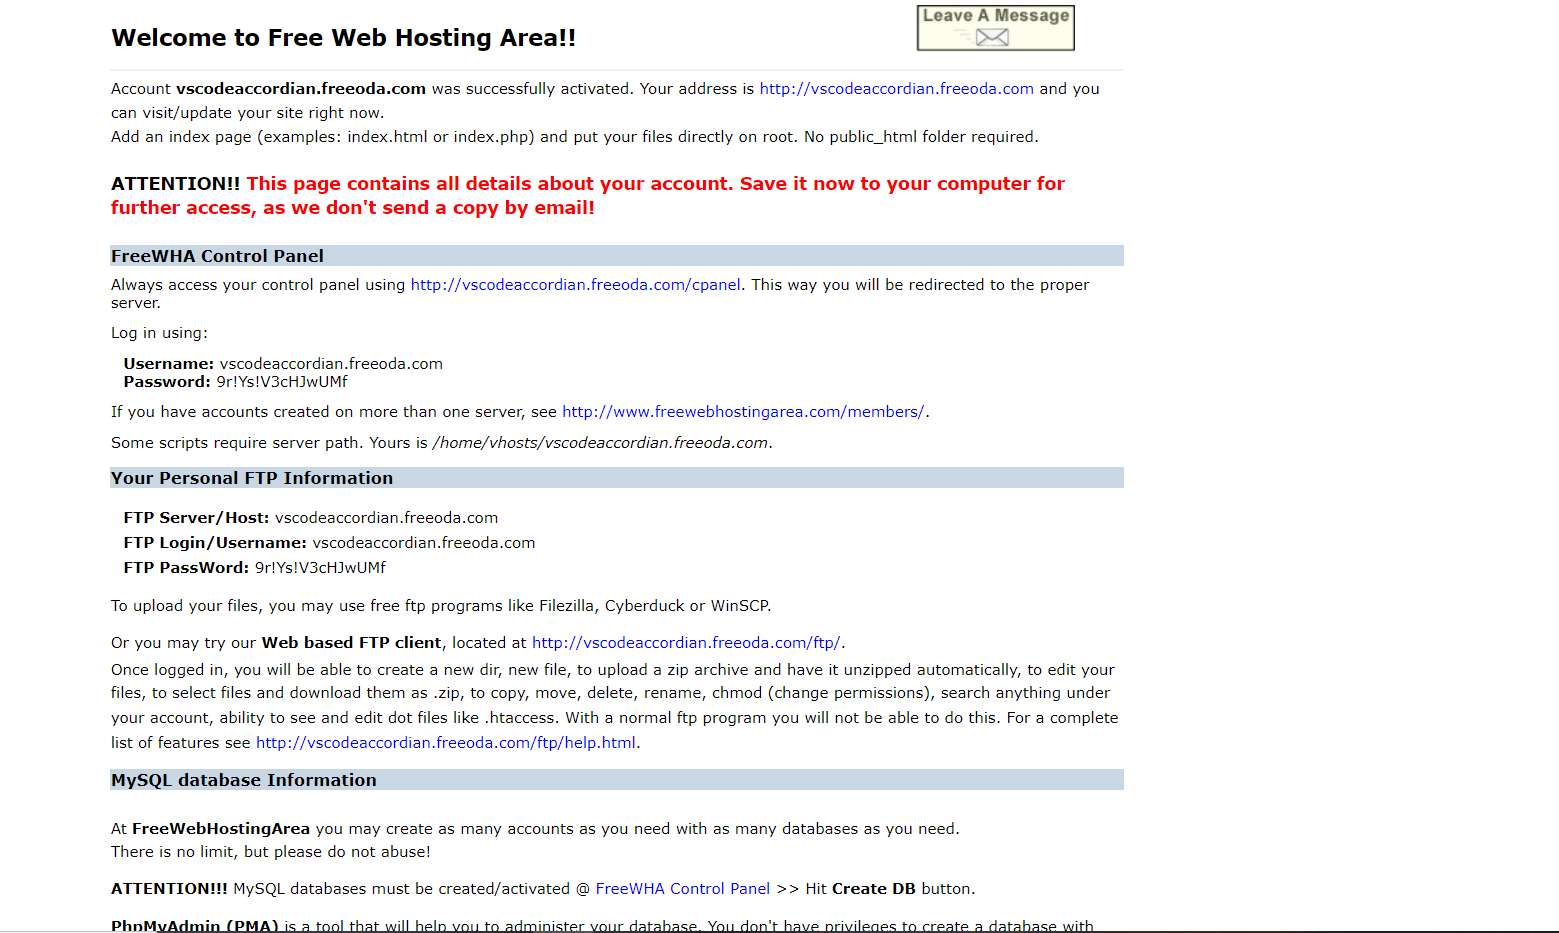 Leave A Message
Welcome to Free Web Hosting Area!!
Account vscodeaccordian.freeoda.com was successfully activated. Your address is http://vscodeaccordian.freeoda.com and you
can visit/update your site right now.
Add an index page (examples: index.html or index.php) and put your files directly on root. No public_html folder required.
ATTENTION!! This page contains all details about your account. Save it now to your computer for
further access, as we don't send a copy by email!
FreeWHA Control Panel
Always access your control panel using http://vscodeaccordian.freeoda.com/cpanel. This way you will be redirected to the proper
server.
Log in using:
Username: vscodeaccordian.freeoda.com
Password: 9r!Ys!V3cHJwUMf
If you have accounts created on more than one server, see http://www.freewebhostingarea.com/members/.
Some scripts require server path. Yours is /home/vhosts/vscodeaccordian.freeoda.com.
Your Personal FTP Information
FTP Server/Host: vscodeaccordian.freeoda.com
FTP Login/Username: vscodeaccordian.freeoda.com
FTP PassWord: 9r!Ys!V3cHJwUMf
To upload your files, you may use free ftp programs like Filezilla, Cyberduck or WinSCP.
Or you may try our Web based FTP client, located at http://vscodeaccordian.freeoda.com/ftp/.
Once logged in, you will be able to create a new dir, new file, to upload a zip archive and have it unzipped automatically, to edit your
files, to select files and download them as .zip, to copy, move, delete, rename, chmod (change permissions), search anything under
your account, ability to see and edit dot files like .htaccess. With a normal ftp program you will not be able to do this. For a complete
list of features see http://vscodeaccordian.freeoda.com/ftp/help.html.
MySQL database Information
At FreeWebHostingArea you may create as many accounts as you need with as many databases as you need.
There is no limit, but please do not abuse!
ATTENTION!!! MySQL databases must be created/activated @ FreeWHA Control Panel >> Hit Create DB button.
PhpMyAdmin (PMA) is a tool that will help you to administer your database. You don't have privileges to create a database with